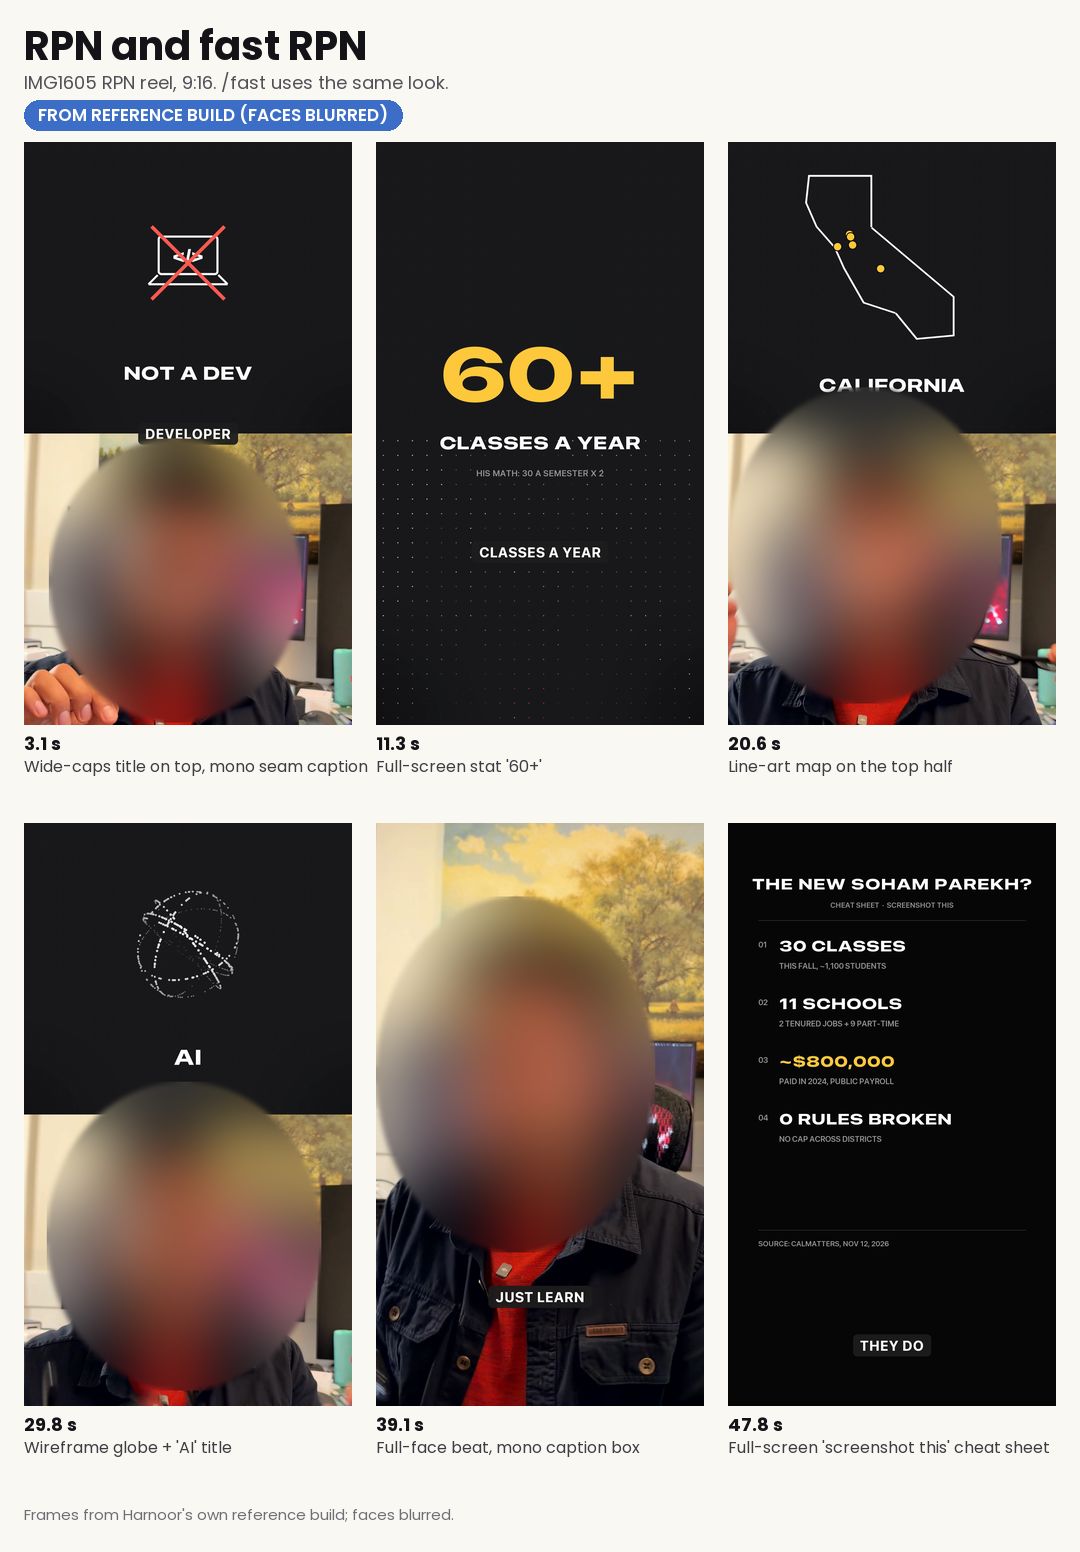 RPN and fast RPN
IMG1605 RPN reel, 9:16. /fast uses the same look.
FROM REFERENCE BUILD (FACES BLURRED)
</>
NOT A DEV
DEVELOPER
3.1 s
Wide-caps title on top, mono seam caption
60+
CLASSES A YEAR
HIS MATH: 30 A SEMESTER X 2
CLASSES A YEAR
11.3 s
Full-screen stat '60+'
CALIFORNIA
20.6 s
Line-art map on the top half
AI
29.8 s
Wireframe globe + 'AI' title
JUST LEARN
39.1 s
Full-face beat, mono caption box
THE NEW SOHAM PAREKH?
CHEAT SHEET - SCREENSHOT THIS
01 30 CLASSES
THIS FALL, ~1,100 STUDENTS
02 11 SCHOOLS
2 TENURED JOBS + 9 PART-TIME
03 ~$800,000
PAID IN 2024, PUBLIC PAYROLL
04 0 RULES BROKEN
NO CAP ACROSS DISTRICTS
SOURCE: CALMATTERS, NOV 12, 2026
THEY DO
47.8 s
Full-screen 'screenshot this' cheat sheet
Frames from Harnoor's own reference build; faces blurred.